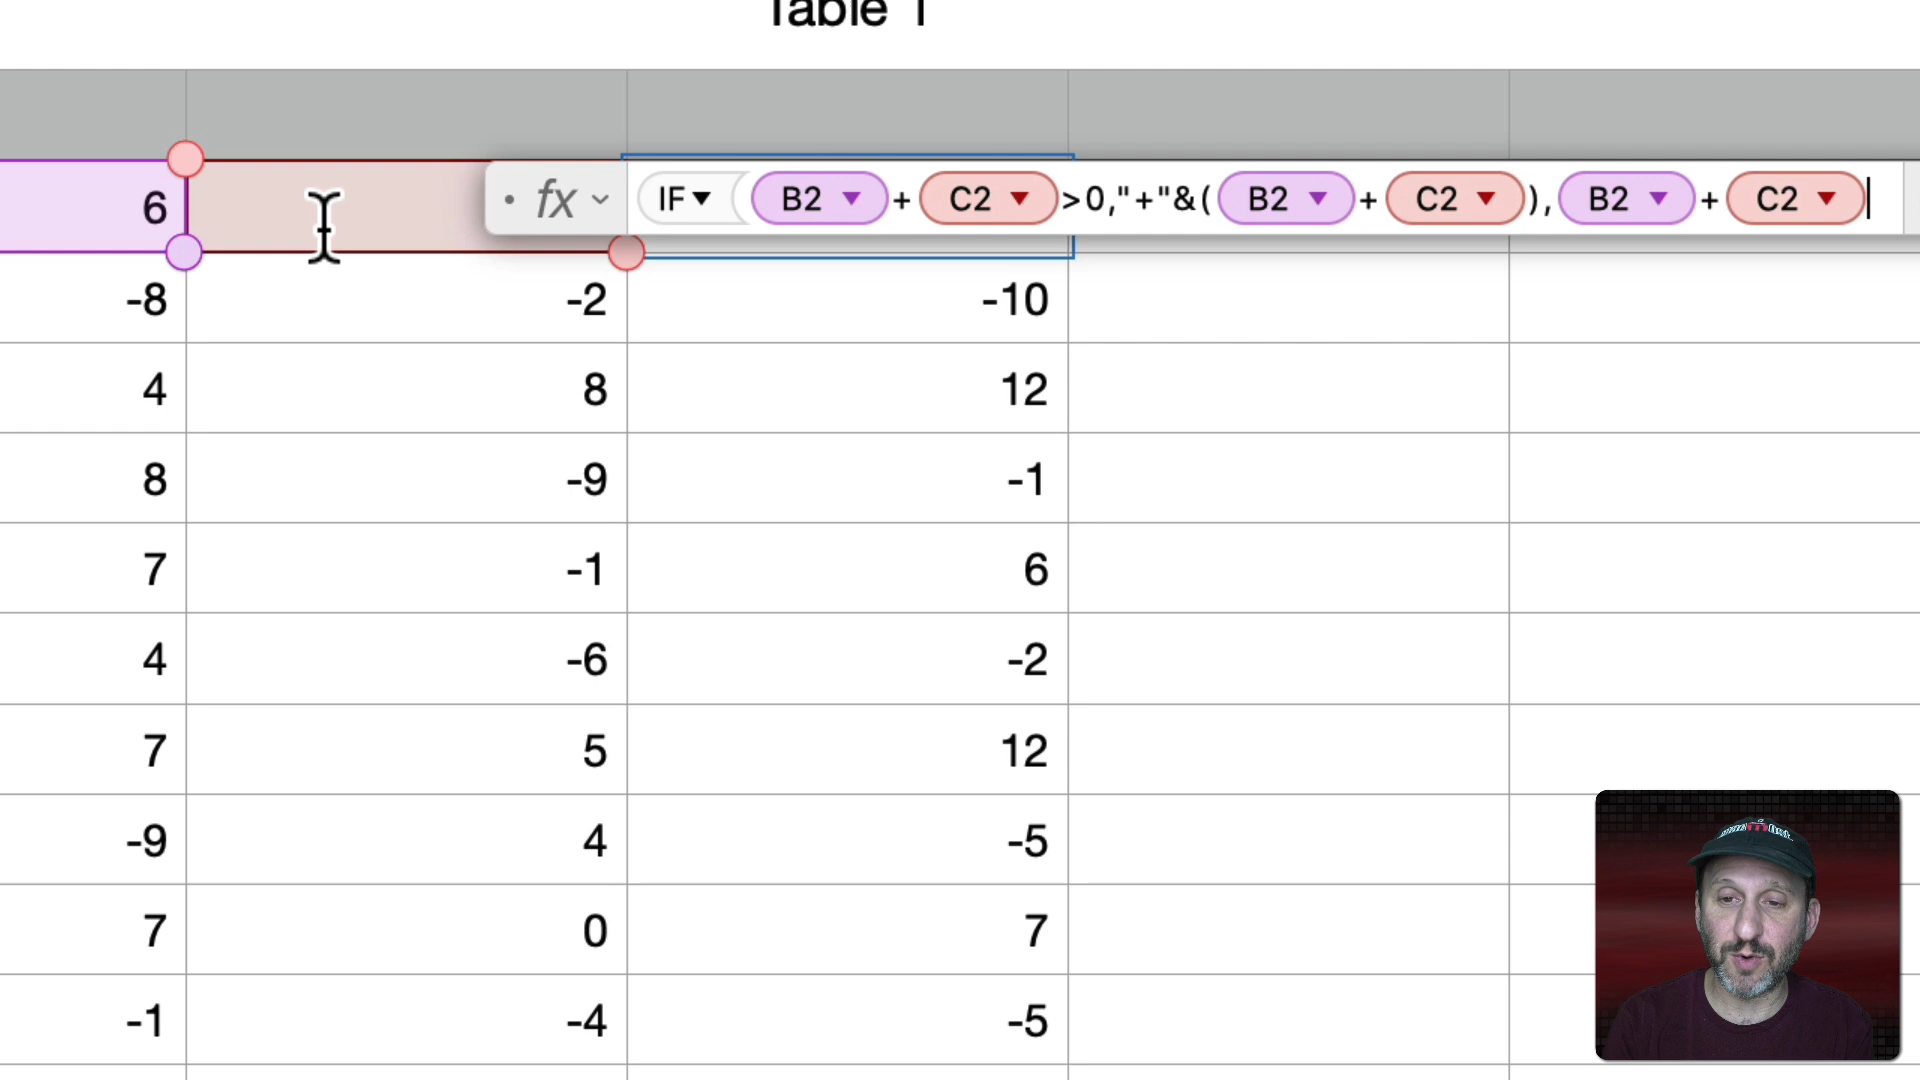 Table 1
6 fx IF B2 + C2 >0,"+"&( B2 + C2 ), B2 + C2
-8 -2 -10
4 8 12
8 -9 -1
7 -1 6
4 -6 -2
7 5 12
-9 4 -5
7 0 7
-1 -4 -5